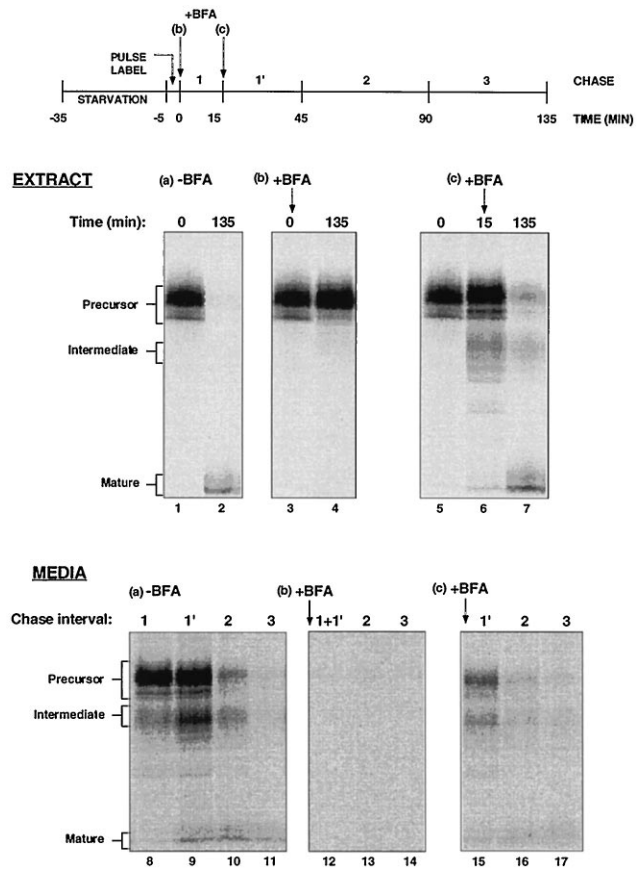 +BFA
(b) (c)
PULSE
LABEL
1 1' 2 3 CHASE
STARVATION
-35 -5 0 15 45 90 135 TIME (MIN)
EXTRACT
(a) -BFA (b) +BFA (c) +BFA
Time (min): 0 135 0 135 0 15 135
Precursor
Intermediate
Mature
1 2 3 4 5 6 7
MEDIA
(a) -BFA (b) +BFA (c) +BFA
Chase interval: 1 1' 2 3 1+1' 2 3 1' 2 3
Precursor
Intermediate
Mature
8 9 10 11 12 13 14 15 16 17